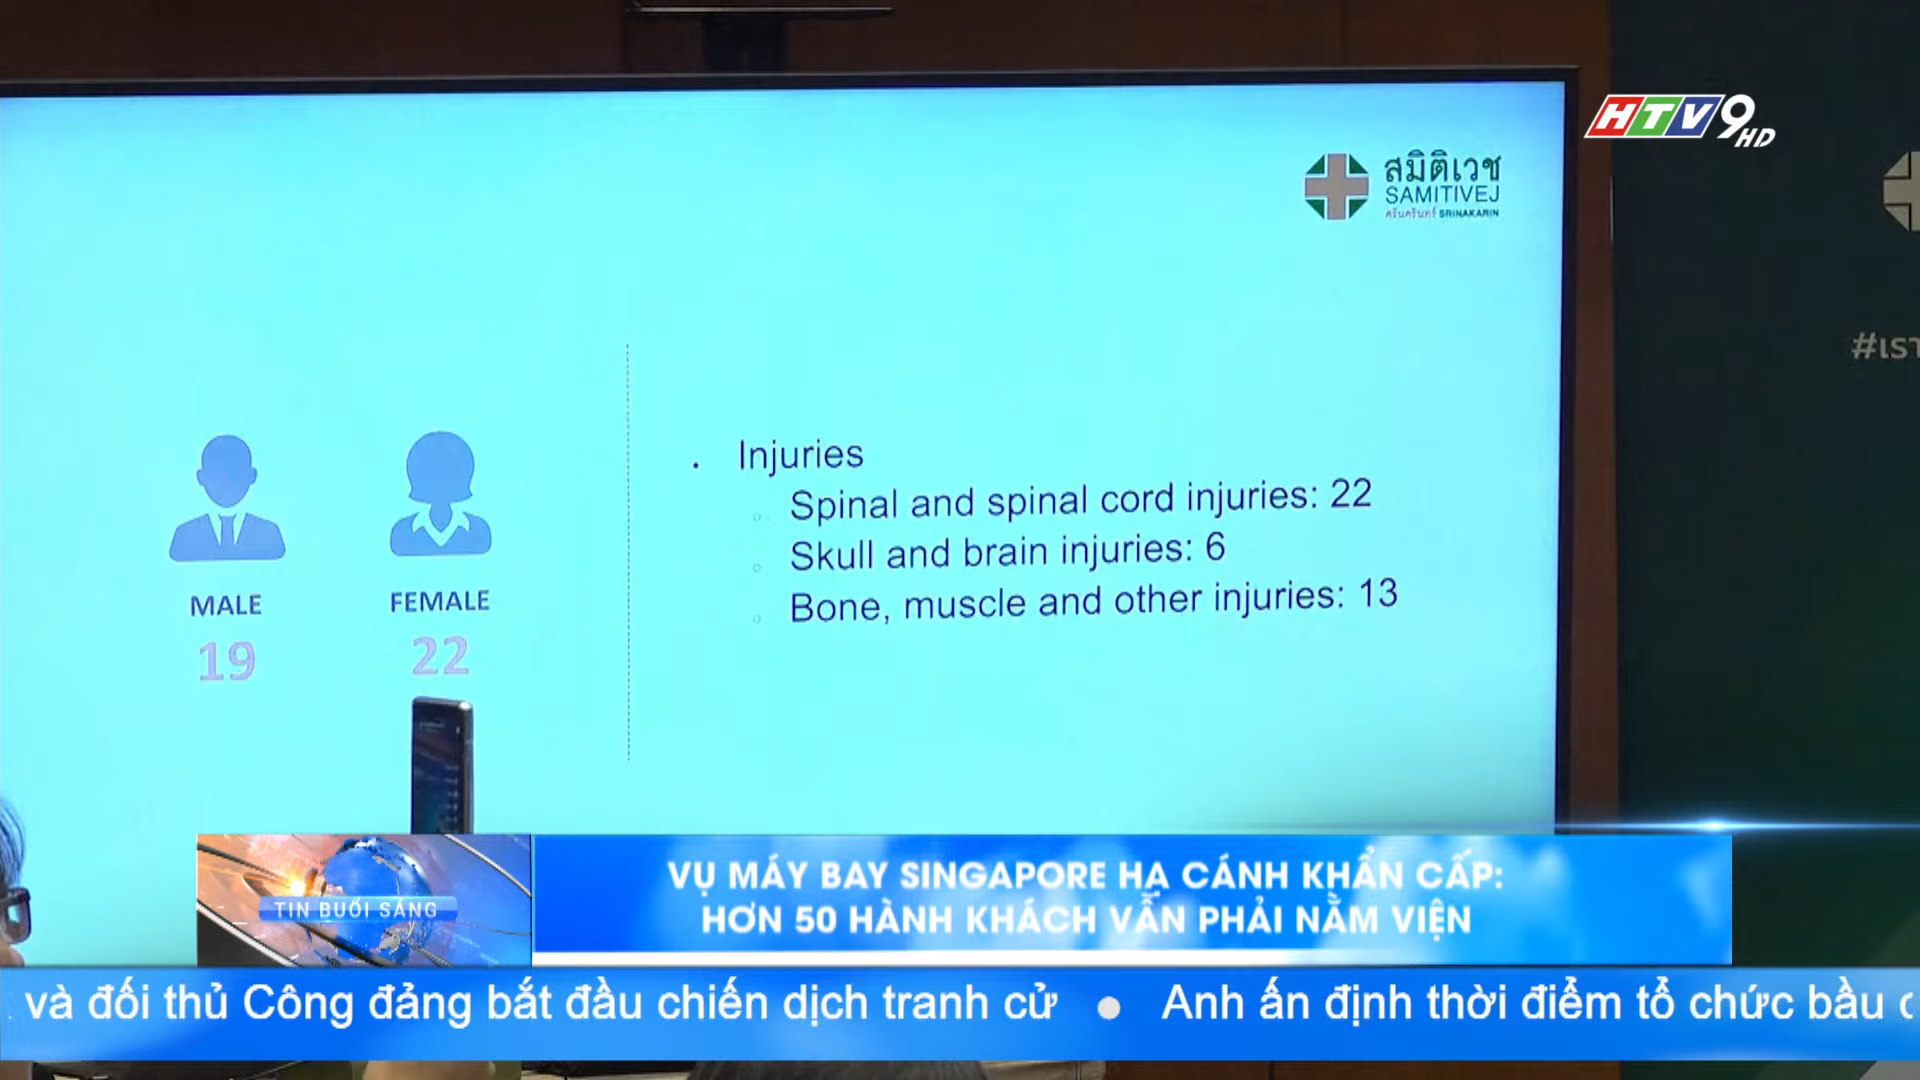 HTV9 HD
สมิติเวช
SAMITIVEJ
ศรีนครินทร์ SRINAKARIN
#เรา
Injuries
Spinal and spinal cord injuries: 22
Skull and brain injuries: 6
Bone, muscle and other injuries: 13
MALE
19
FEMALE
22
TIN BUỔI SÁNG
VỤ MÁY BAY SINGAPORE HẠ CÁNH KHẨN CẤP:
HƠN 50 HÀNH KHÁCH VẪN PHẢI NẰM VIỆN
và đối thủ Công đảng bắt đầu chiến dịch tranh cử ● Anh ấn định thời điểm tổ chức bầu c